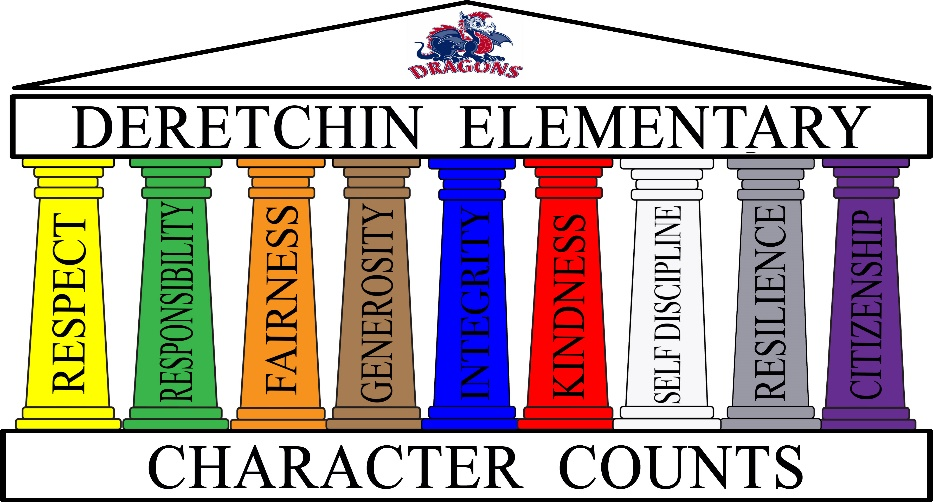 DRAGONS
DERETCHIN ELEMENTARY
RESPECT
RESPONSIBILITY
FAIRNESS
GENEROSITY
INTEGRITY
KINDNESS
SELF DISCIPLINE
RESILIENCE
CITIZENSHIP
CHARACTER COUNTS